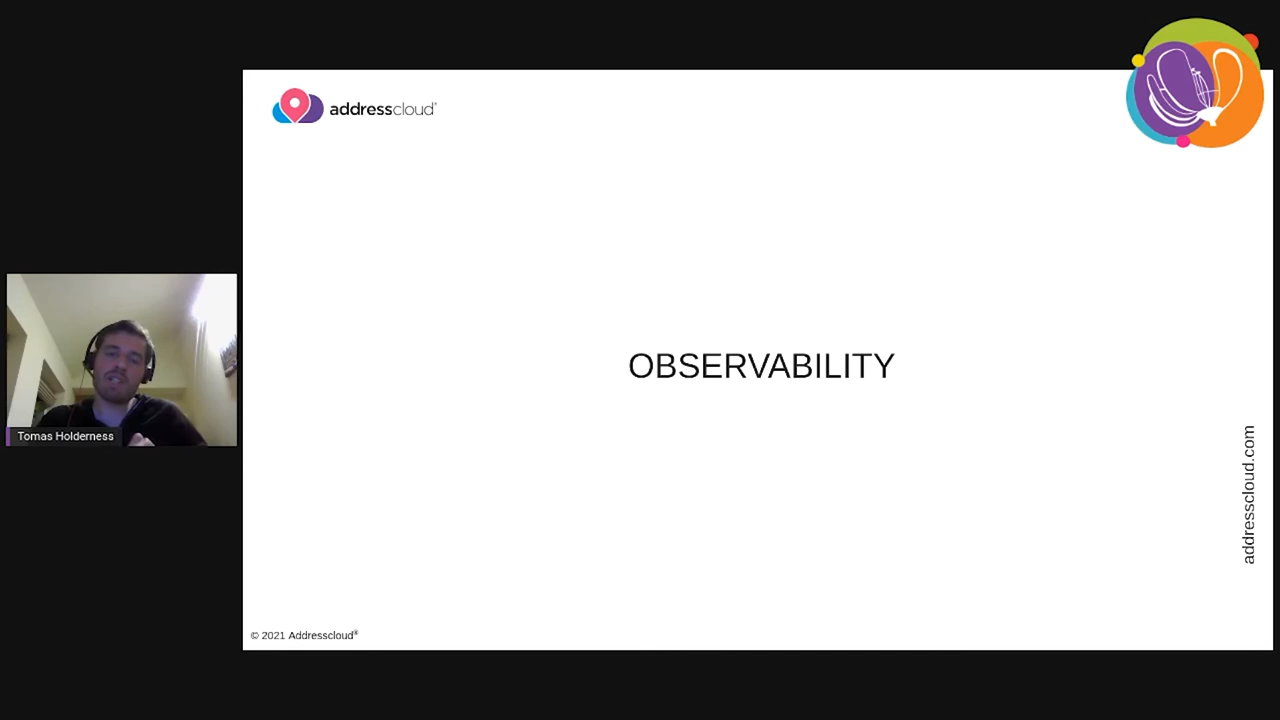 addresscloud®
OBSERVABILITY
Tomas Holderness
addresscloud.com
© 2021 Addresscloud®